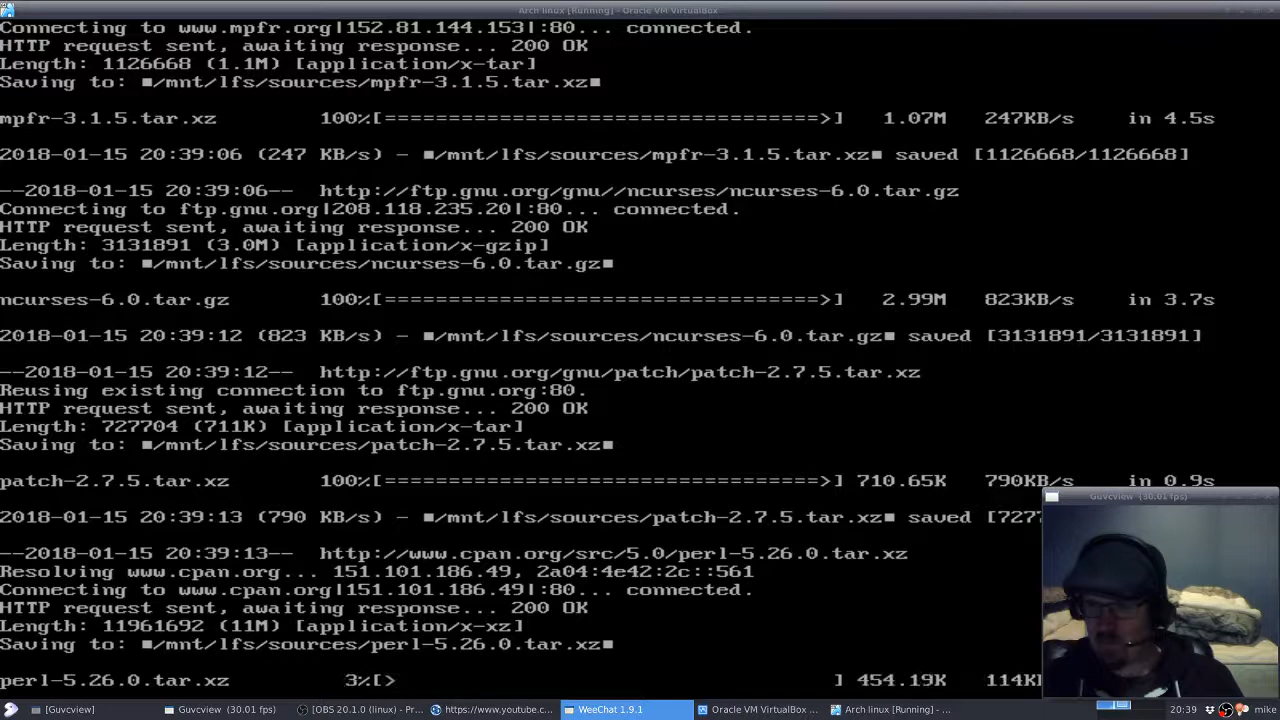 Arch linux [Running] - Oracle VM VirtualBox
Connecting to www.mpfr.org|152.81.144.153|:80... connected.
HTTP request sent, awaiting response... 200 OK
Length: 1126668 (1.1M) [application/x-tar]
Saving to: ■/mnt/lfs/sources/mpfr-3.1.5.tar.xz■
mpfr-3.1.5.tar.xz 100%[===================================>] 1.07M 247KB/s in 4.5s
2018-01-15 20:39:06 (247 KB/s) - ■/mnt/lfs/sources/mpfr-3.1.5.tar.xz■ saved [1126668/1126668]
--2018-01-15 20:39:06-- http://ftp.gnu.org/gnu//ncurses/ncurses-6.0.tar.gz
Connecting to ftp.gnu.org|208.118.235.20|:80... connected.
HTTP request sent, awaiting response... 200 OK
Length: 3131891 (3.0M) [application/x-gzip]
Saving to: ■/mnt/lfs/sources/ncurses-6.0.tar.gz■
ncurses-6.0.tar.gz 100%[===================================>] 2.99M 823KB/s in 3.7s
2018-01-15 20:39:12 (823 KB/s) - ■/mnt/lfs/sources/ncurses-6.0.tar.gz■ saved [3131891/3131891]
--2018-01-15 20:39:12-- http://ftp.gnu.org/gnu/patch/patch-2.7.5.tar.xz
Reusing existing connection to ftp.gnu.org:80.
HTTP request sent, awaiting response... 200 OK
Length: 727704 (711K) [application/x-tar]
Saving to: ■/mnt/lfs/sources/patch-2.7.5.tar.xz■
patch-2.7.5.tar.xz 100%[===================================>] 710.65K 790KB/s in 0.9s
Guvcview (30.01 fps)
2018-01-15 20:39:13 (790 KB/s) - ■/mnt/lfs/sources/patch-2.7.5.tar.xz■ saved [727
--2018-01-15 20:39:13-- http://www.cpan.org/src/5.0/perl-5.26.0.tar.xz
Resolving www.cpan.org... 151.101.186.49, 2a04:4e42:2c::561
Connecting to www.cpan.org|151.101.186.49|:80... connected.
HTTP request sent, awaiting response... 200 OK
Length: 11961692 (11M) [application/x-xz]
Saving to: ■/mnt/lfs/sources/perl-5.26.0.tar.xz■
perl-5.26.0.tar.xz 3%[> ] 454.19K 114K
[Guvcview] Guvcview (30.01 fps) [OBS 20.1.0 (linux) - Pr... https://www.youtube.c... WeeChat 1.9.1 Oracle VM VirtualBox ... Arch linux [Running] - ... 20:39 mike